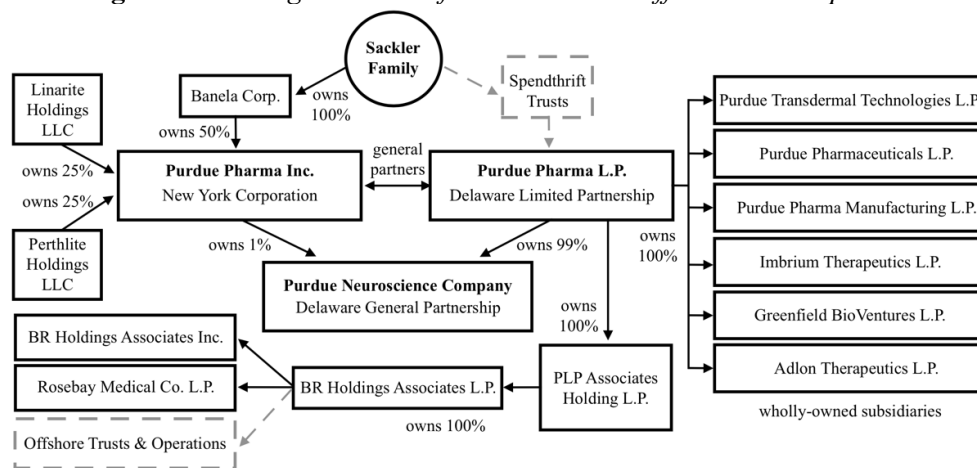 Sackler
Family
Spendthrift
Trusts
Linarite
Holdings
LLC
Banela Corp.
owns
100%
owns 50%
owns 25%
owns 25%
Perthlite
Holdings
LLC
Purdue Pharma Inc.
New York Corporation
general
partners
Purdue Pharma L.P.
Delaware Limited Partnership
owns 1%
owns 99%
Purdue Neuroscience Company
Delaware General Partnership
owns
100%
owns
100%
Purdue Transdermal Technologies L.P.
Purdue Pharmaceuticals L.P.
Purdue Pharma Manufacturing L.P.
Imbrium Therapeutics L.P.
Greenfield BioVentures L.P.
Adlon Therapeutics L.P.
wholly-owned subsidiaries
BR Holdings Associates Inc.
Rosebay Medical Co. L.P.
Offshore Trusts & Operations
BR Holdings Associates L.P.
owns 100%
PLP Associates
Holding L.P.